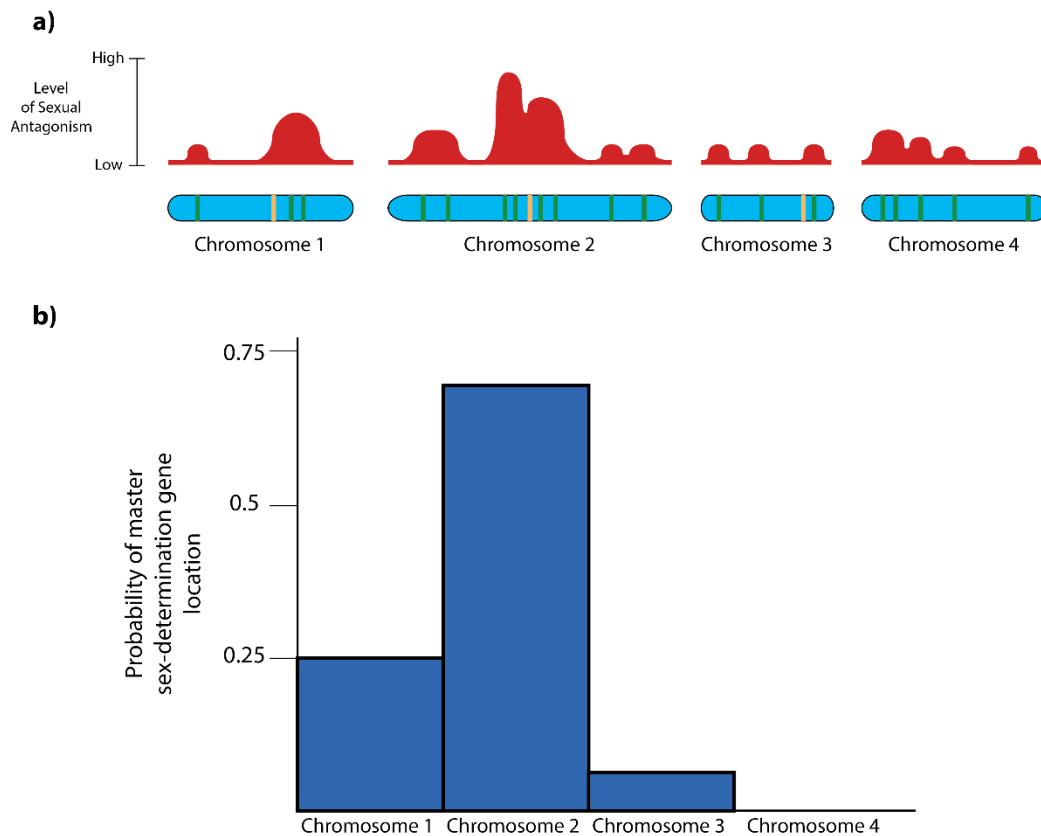 a)
High
Level
of Sexual
Antagonism
Low
Chromosome 1 Chromosome 2 Chromosome 3 Chromosome 4
b)
0.75
0.5
0.25
Probability of master
sex-determination gene
location
Chromosome 1 Chromosome 2 Chromosome 3 Chromosome 4